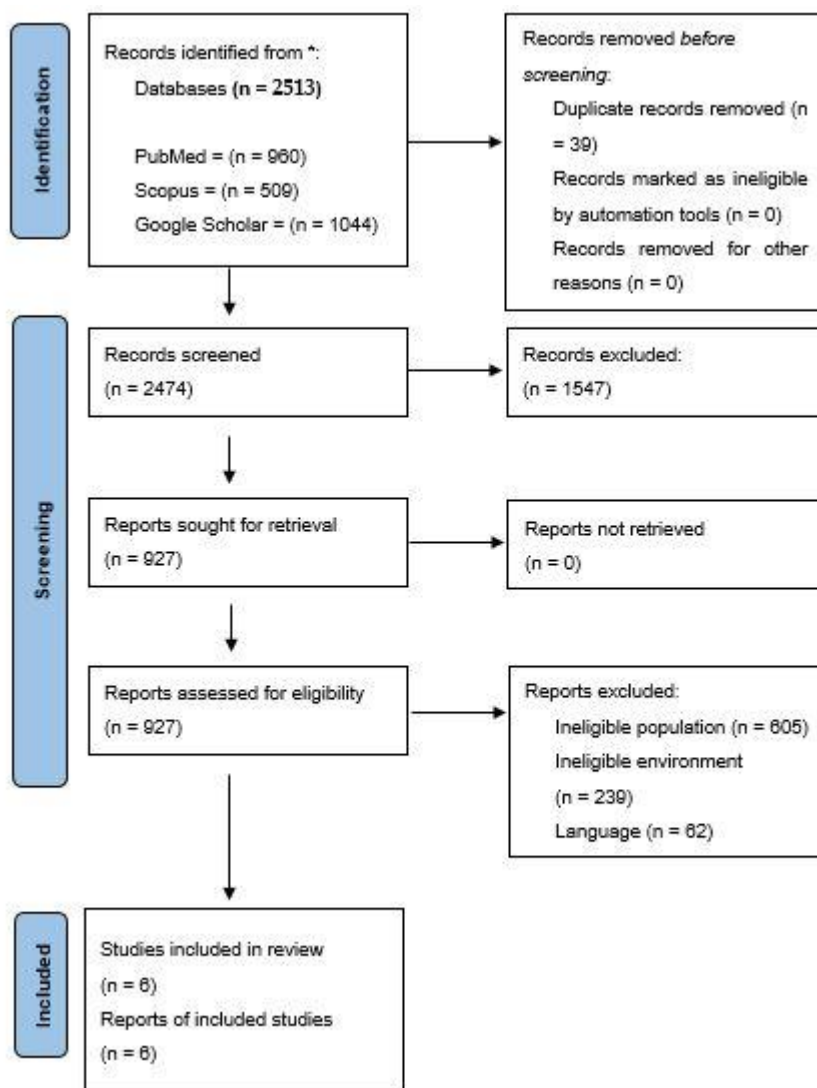 Identification
Records identified from *:
Databases (n = 2513)
PubMed = (n = 960)
Scopus = (n = 509)
Google Scholar = (n = 1044)
Records removed before
screening:
Duplicate records removed (n
= 39)
Records marked as ineligible
by automation tools (n = 0)
Records removed for other
reasons (n = 0)
Screening
Records screened
(n = 2474)
Records excluded:
(n = 1547)
Reports sought for retrieval
(n = 927)
Reports not retrieved
(n = 0)
Reports assessed for eligibility
(n = 927)
Reports excluded:
Ineligible population (n = 605)
Ineligible environment
(n = 239)
Language (n = 62)
Included
Studies included in review
(n = 6)
Reports of included studies
(n = 6)